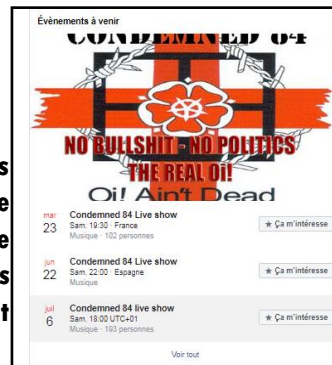 Évènements à venir
CONDEMNED 84
NO BULLSHIT - NO POLITICS
THE REAL Oi!
Oi! Ain't Dead
s
e
e
s
t
mar
23
Condemned 84 Live show
Sam. 19:30 · France
Musique · 102 personnes
★ Ça m'intéresse
jun
22
Condemned 84 Live show
Sam. 22:00 · Espagne
Musique
★ Ça m'intéresse
juil
6
Condemned 84 live show
Sam. 18:00 UTC+01
Musique · 193 personnes
★ Ça m'intéresse
Voir tout